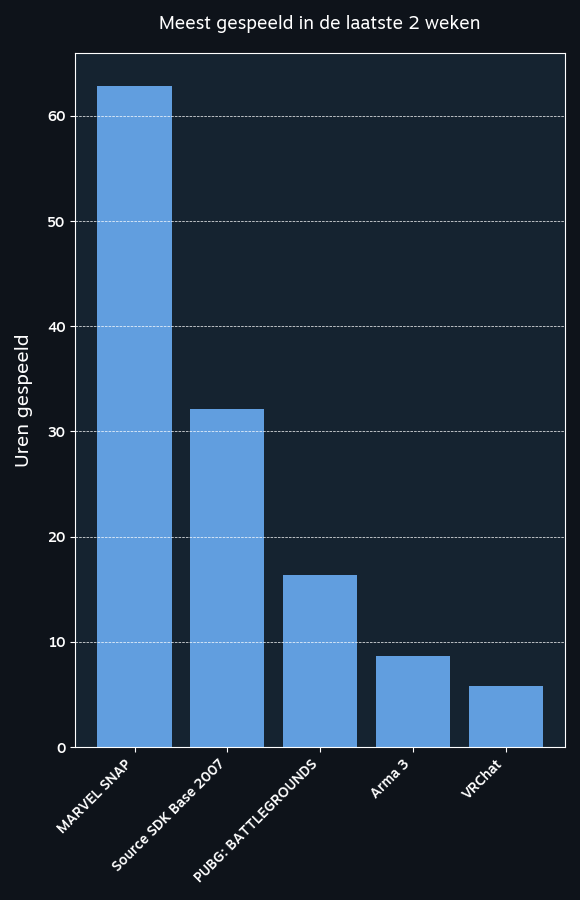 Meest gespeeld in de laatste 2 weken
Uren gespeeld
60
50
40
30
20
10
0
MARVEL SNAP
Source SDK Base 2007
PUBG: BATTLEGROUNDS
Arma 3
VRChat